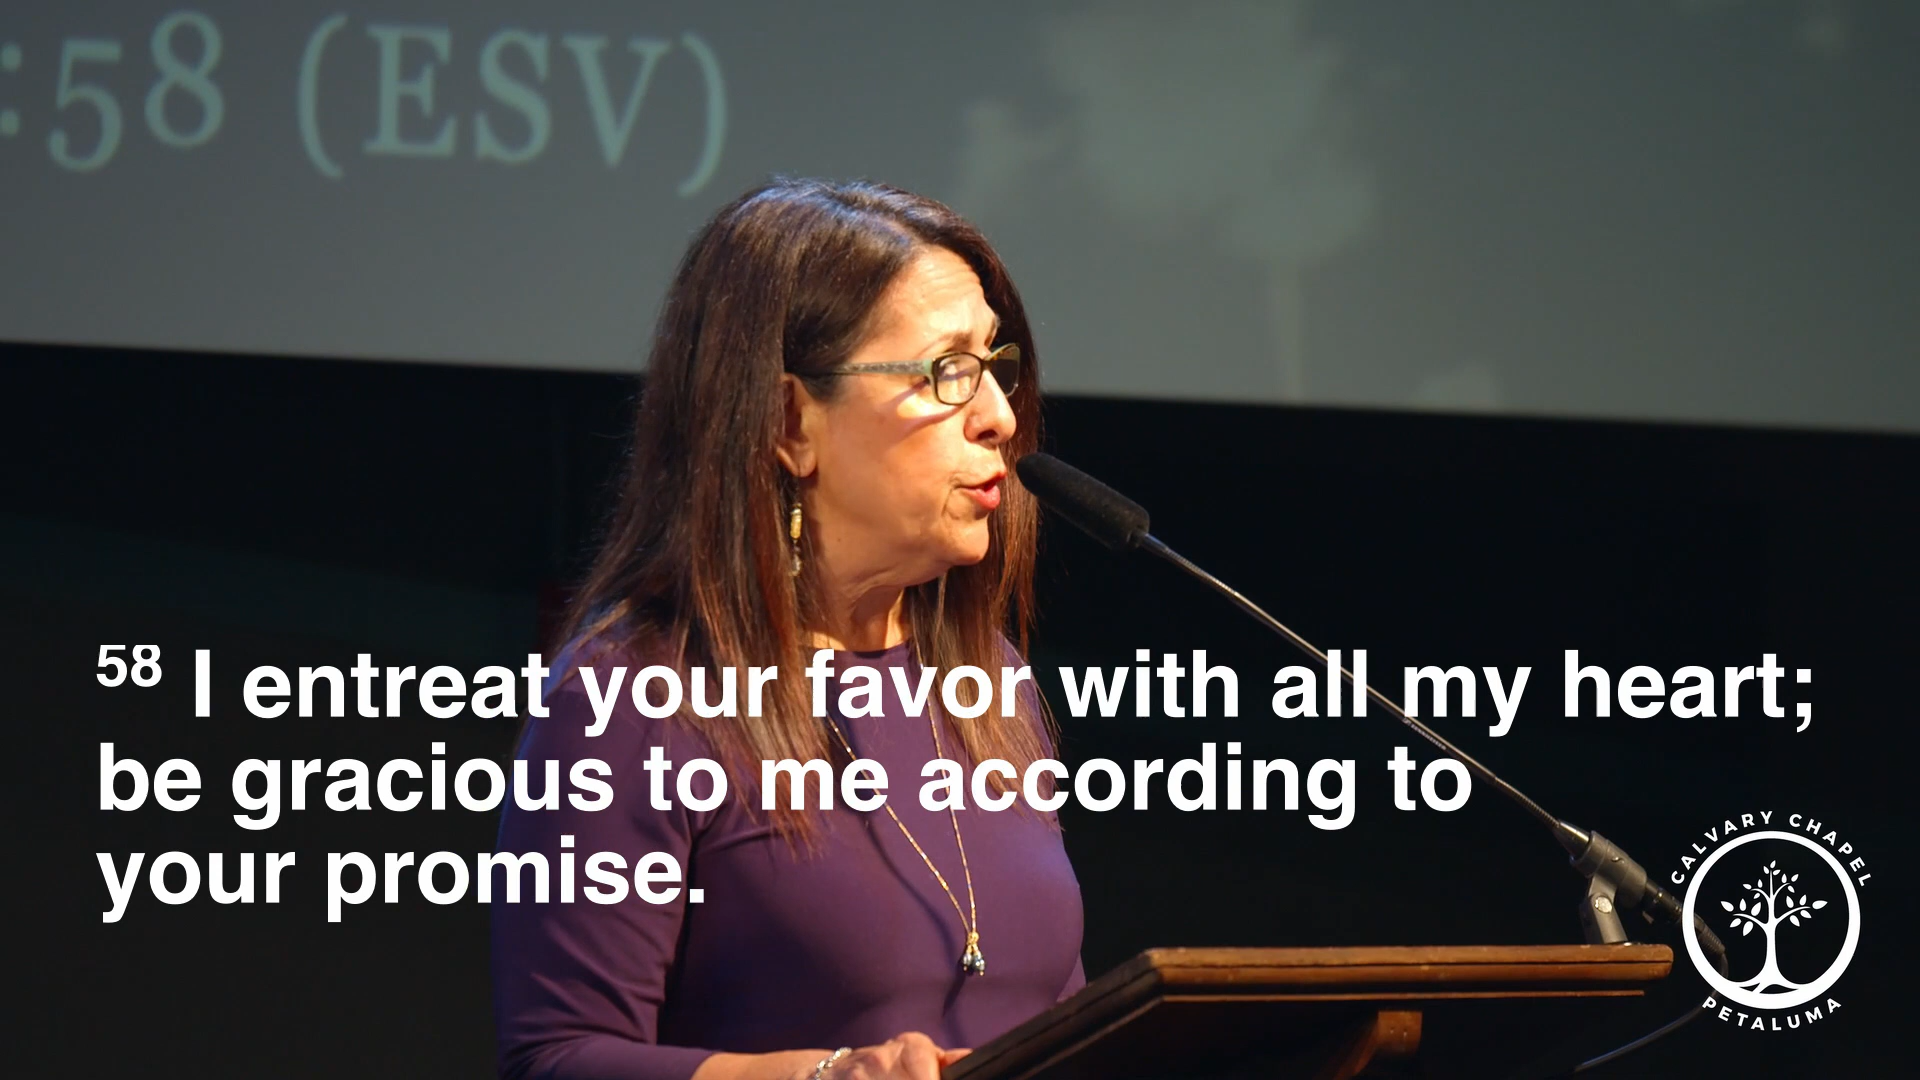 :58 (ESV)
58 I entreat your favor with all my heart;
be gracious to me according to
your promise.
CALVARY CHAPEL
PETALUMA